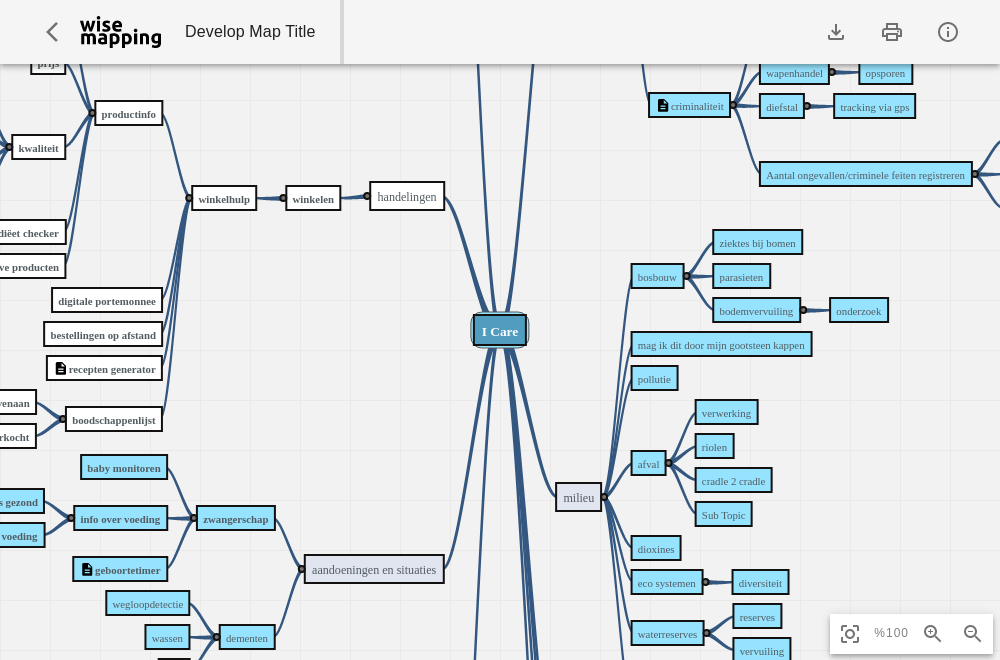 wise
mapping
Develop Map Title
prijs
productinfo
kwaliteit
winkelhulp
winkelen
handelingen
diëet checker
ve producten
digitale portemonnee
bestellingen op afstand
recepten generator
venaan
rkocht
boodschappenlijst
baby monitoren
s gezond
voeding
info over voeding
zwangerschap
geboortetimer
aandoeningen en situaties
wegloopdetectie
wassen
dementen
I Care
wapenhandel
opsporen
criminaliteit
diefstal
tracking via gps
Aantal ongevallen/criminele feiten registreren
ziektes bij bomen
bosbouw
parasieten
bodemvervuiling
onderzoek
mag ik dit door mijn gootsteen kappen
pollutie
verwerking
riolen
afval
cradle 2 cradle
Sub Topic
milieu
dioxines
eco systemen
diversiteit
reserves
waterreserves
vervuiling
%100